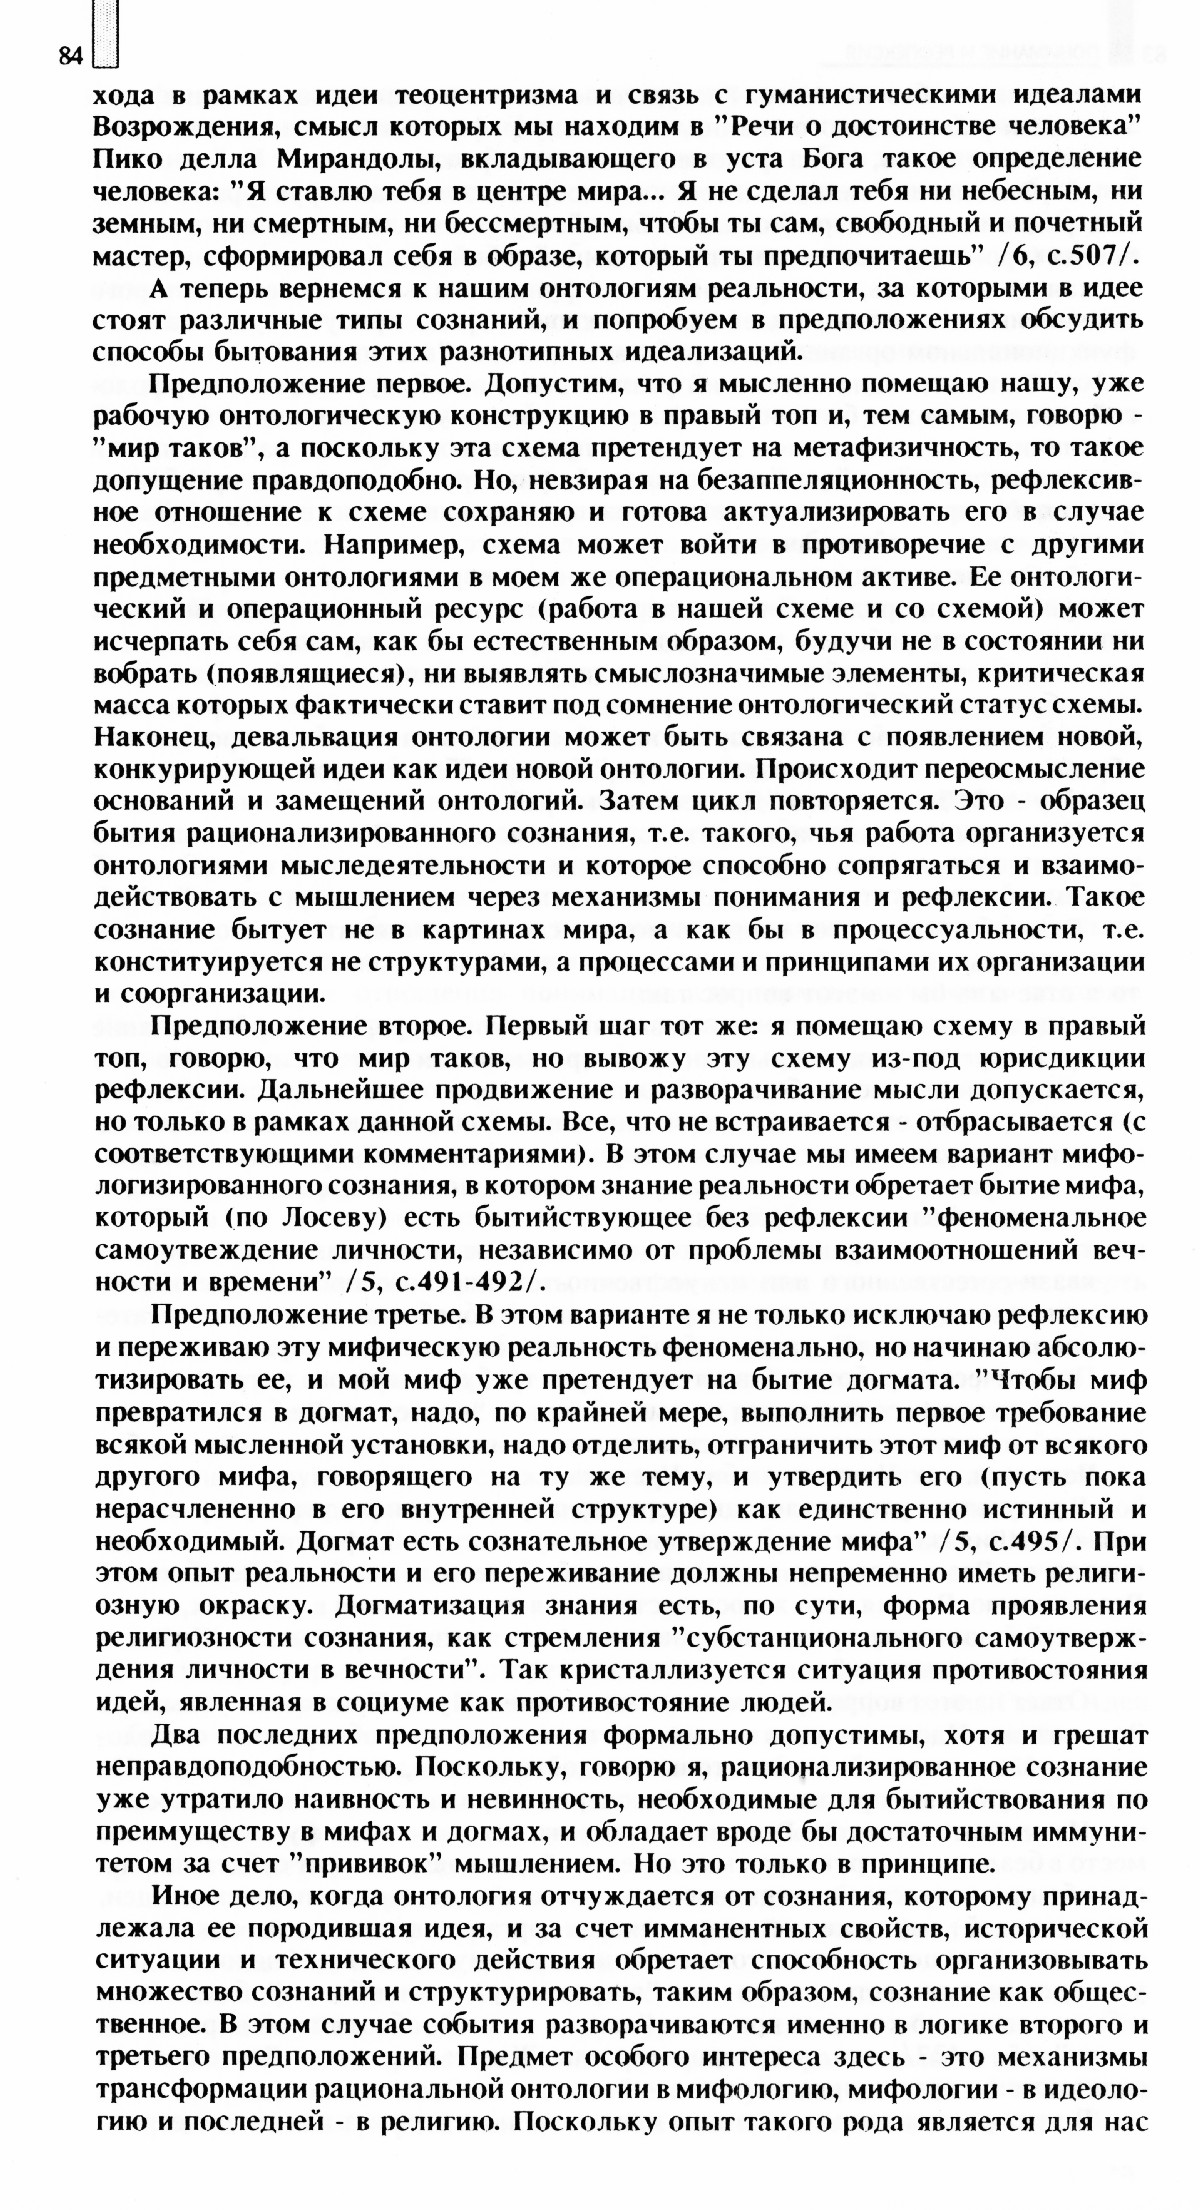 84
хода в рамках идеи теоцентризма и связь с гуманистическими идеалами
Возрождения, смысл которых мы находим в ”Речи о достоинстве человека”
Пико делла Мирандолы, вкладывающего в уста Бога такое определение
человека: ”Я ставлю тебя в центре мира... Я не сделал тебя ни небесным, ни
земным, ни смертным, ни бессмертным, чтобы ты сам, свободный и почетный
мастер, сформировал себя в образе, который ты предпочитаешь” /6, с.507/.
А теперь вернемся к нашим онтологиям реальности, за которыми в идее
стоят различные типы сознаний, и попробуем в предположениях обсудить
способы бытования этих разнотипных идеализаций.
Предположение первое. Допустим, что я мысленно помещаю нашу, уже
рабочую онтологическую конструкцию в правый топ и, тем самым, говорю -
”мир таков”, а поскольку эта схема претендует на метафизичность, то такое
допущение правдоподобно. Но, невзирая на безаппеляционность, рефлексив-
ное отношение к схеме сохраняю и готова актуализировать его в случае
необходимости. Например, схема может войти в противоречие с другими
предметными онтологиями в моем же операциональном активе. Ее онтологи-
ческий и операционный ресурс (работа в нашей схеме и со схемой) может
исчерпать себя сам, как бы естественным образом, будучи не в состоянии ни
вобрать (появлящиеся), ни выявлять смыслозначимые элементы, критическая
масса которых фактически ставит под сомнение онтологический статус схемы.
Наконец, девальвация онтологии может быть связана с появлением новой,
конкурирующей идеи как идеи новой онтологии. Происходит переосмысление
оснований и замещений онтологий. Затем цикл повторяется. Это - образец
бытия рационализированного сознания, т.е. такого, чья работа организуется
онтологиями мыследеятельности и которое способно сопрягаться и взаимо-
действовать с мышлением через механизмы понимания и рефлексии. Такое
сознание бытует не в картинах мира, а как бы в процессуальности, т.е.
конституируется не структурами, а процессами и принципами их организации
и соорганизации.
Предположение второе. Первый шаг тот же: я помещаю схему в правый
топ, говорю, что мир таков, но вывожу эту схему из-под юрисдикции
рефлексии. Дальнейшее продвижение и разворачивание мысли допускается,
но только в рамках данной схемы. Все, что не встраивается - отбрасывается (с
соответствующими комментариями). В этом случае мы имеем вариант мифо-
логизированного сознания, в котором знание реальности обретает бытие мифа,
который (по Лосеву) есть бытийствующее без рефлексии ”феноменальное
самоутвеждение личности, независимо от проблемы взаимоотношений веч-
ности и времени” /5, с.491-492/.
Предположение третье. В этом варианте я не только исключаю рефлексию
и переживаю эту мифическую реальность феноменально, но начинаю абсолю-
тизировать ее, и мой миф уже претендует на бытие догмата. ”Чтобы миф
превратился в догмат, надо, по крайней мере, выполнить первое требование
всякой мысленной установки, надо отделить, отграничить этот миф от всякого
другого мифа, говорящего на ту же тему, и утвердить его (пусть пока
нерасчлененно в его внутренней структуре) как единственно истинный и
необходимый. Догмат есть сознательное утверждение мифа” /5, с.495/. При
этом опыт реальности и его переживание должны непременно иметь религи-
озную окраску. Догматизация знания есть, по сути, форма проявления
религиозности сознания, как стремления ”субстанционального самоутверж-
дения личности в вечности”. Так кристаллизуется ситуация противостояния
идей, явленная в социуме как противостояние людей.
Два последних предположения формально допустимы, хотя и грешат
неправдоподобностью. Поскольку, говорю я, рационализированное сознание
уже утратило наивность и невинность, необходимые для бытийствования по
преимуществу в мифах и догмах, и обладает вроде бы достаточным иммуни-
тетом за счет ”прививок” мышлением. Но это только в принципе.
Иное дело, когда онтология отчуждается от сознания, которому принад-
лежала ее породившая идея, и за счет имманентных свойств, исторической
ситуации и технического действия обретает способность организовывать
множество сознаний и структурировать, таким образом, сознание как общес-
твенное. В этом случае события разворачиваются именно в логике второго и
третьего предположений. Предмет особого интереса здесь - это механизмы
трансформации рациональной онтологии в мифологию, мифологии - в идеоло-
гию и последней - в религию. Поскольку опыт такого рода является для нас